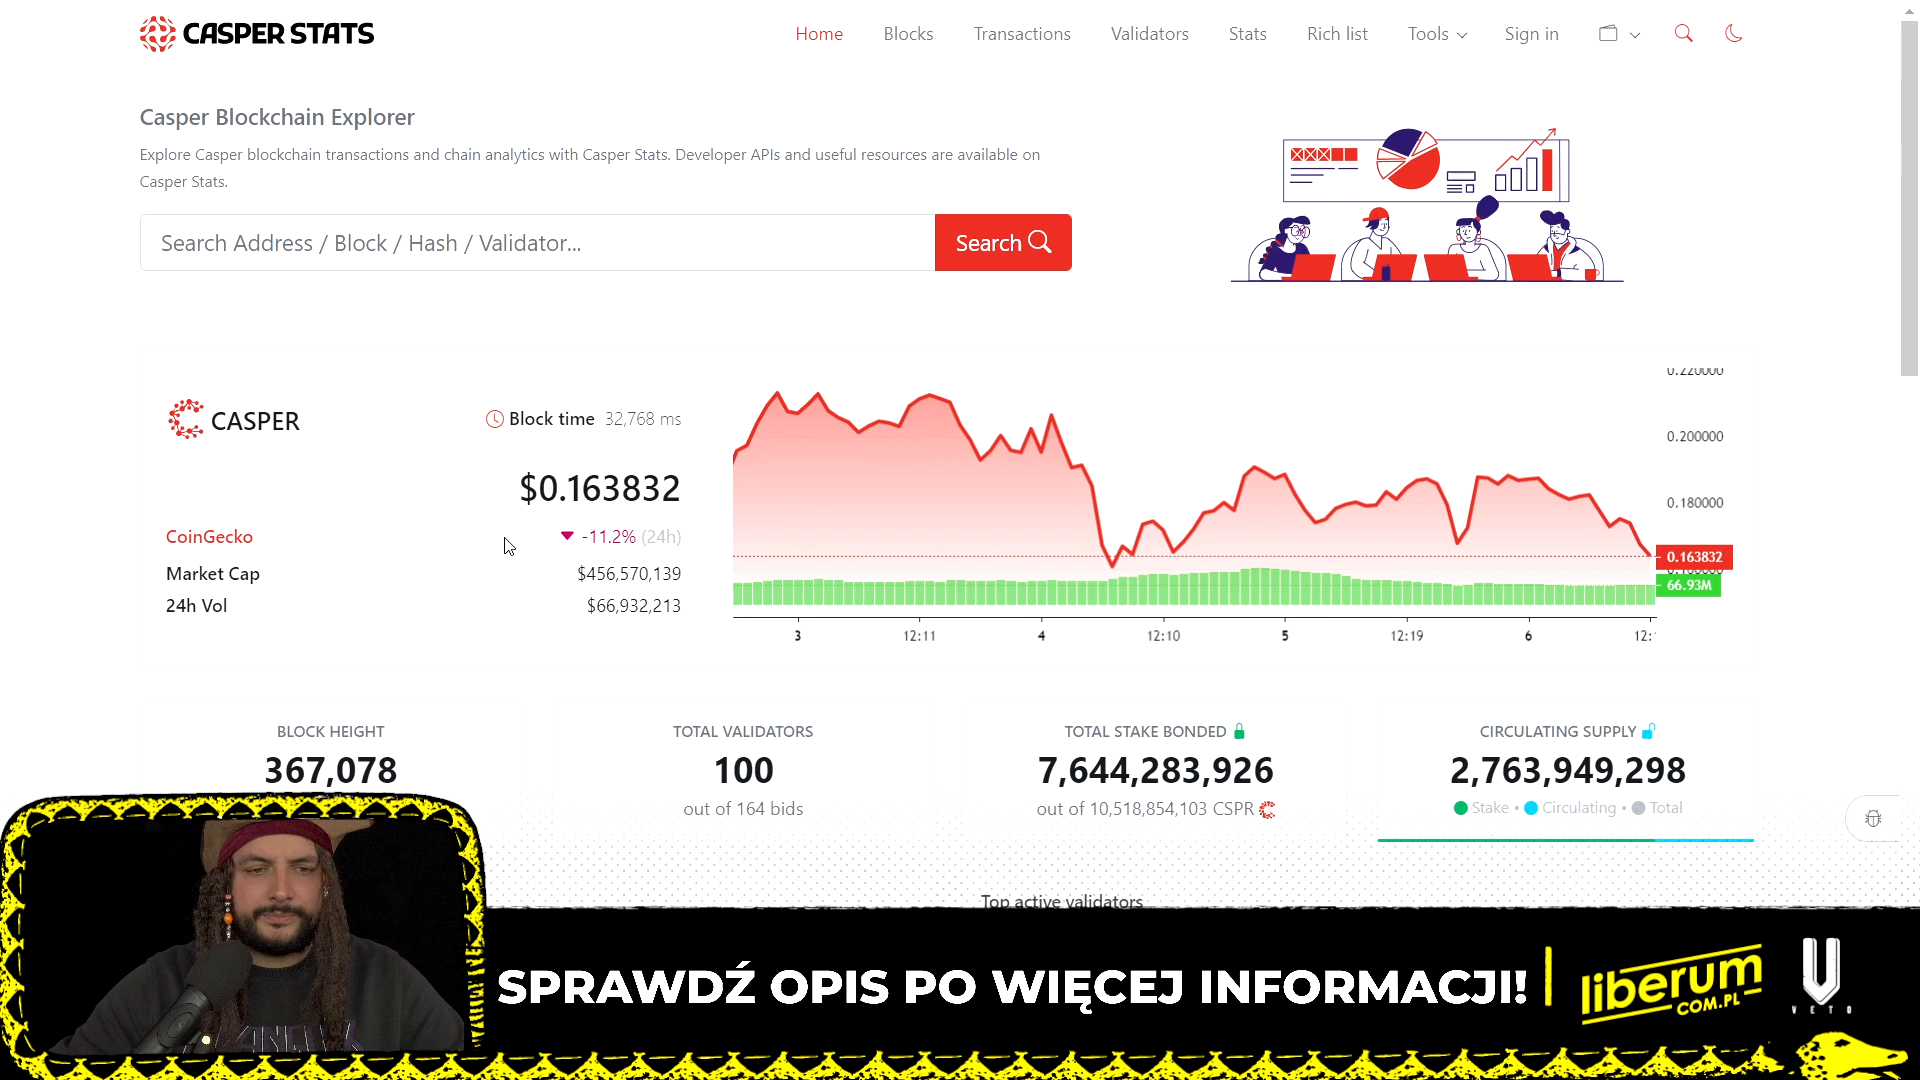 CASPER STATS
Home
Blocks
Transactions
Validators
Stats
Rich list
Tools
Sign in
Casper Blockchain Explorer
Explore Casper blockchain transactions and chain analytics with Casper Stats. Developer APIs and useful resources are available on
Casper Stats.
Search Address / Block / Hash / Validator...
Search
CASPER
Block time 32,768 ms
$0.163832
CoinGecko
-11.2% (24h)
Market Cap
$456,570,139
24h Vol
$66,932,213
0.220000
0.200000
0.180000
0.163832
66.93M
3
12:11
4
12:10
5
12:19
6
BLOCK HEIGHT
367,078
TOTAL VALIDATORS
100
out of 164 bids
TOTAL STAKE BONDED
7,644,283,926
out of 10,518,854,103 CSPR
CIRCULATING SUPPLY
2,763,949,298
Stake • Circulating • Total
Top active validators
SPRAWDŹ OPIS PO WIĘCEJ INFORMACJI!
liberum
COM.PL
VETO